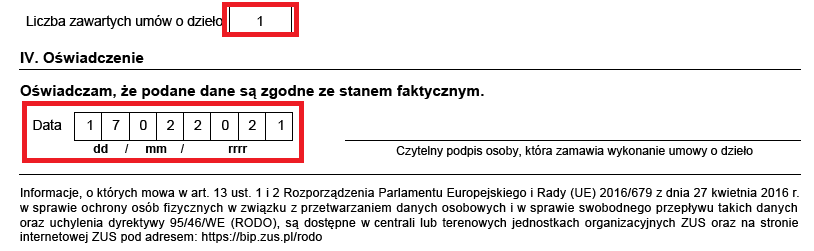 Liczba zawartych umów o dzieło 1
IV. Oświadczenie
Oświadczam, że podane dane są zgodne ze stanem faktycznym.
Data 1 7 0 2 2 0 2 1
dd / mm / rrrr
Czytelny podpis osoby, która zamawia wykonanie umowy o dzieło
Informacje, o których mowa w art. 13 ust. 1 i 2 Rozporządzenia Parlamentu Europejskiego i Rady (UE) 2016/679 z dnia 27 kwietnia 2016 r.
w sprawie ochrony osób fizycznych w związku z przetwarzaniem danych osobowych i w sprawie swobodnego przepływu takich danych
oraz uchylenia dyrektywy 95/46/WE (RODO), są dostępne w centrali lub terenowych jednostkach organizacyjnych ZUS oraz na stronie
internetowej ZUS pod adresem: https://bip.zus.pl/rodo